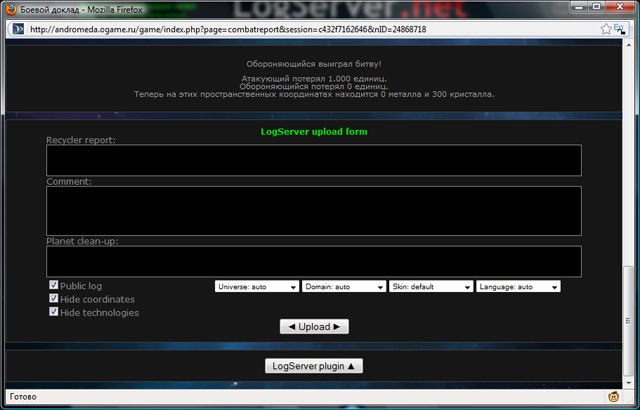 Боевой доклад - Mozilla Firefox
LogServer.net
http://andromeda.ogame.ru/game/index.php?page=combatreport&session=c432f7162646&nID=24868718
Обороняющийся выиграл битву!
Атакующий потерял 1.000 единиц.
Обороняющийся потерял 0 единиц.
Теперь на этих пространственных координатах находится 0 металла и 300 кристалла.
LogServer upload form
Recycler report:
Comment:
Planet clean-up:
Public log
Universe: auto
Domain: auto
Skin: default
Language: auto
Hide coordinates
Hide technologies
◄ Upload ►
LogServer plugin ▲
Готово